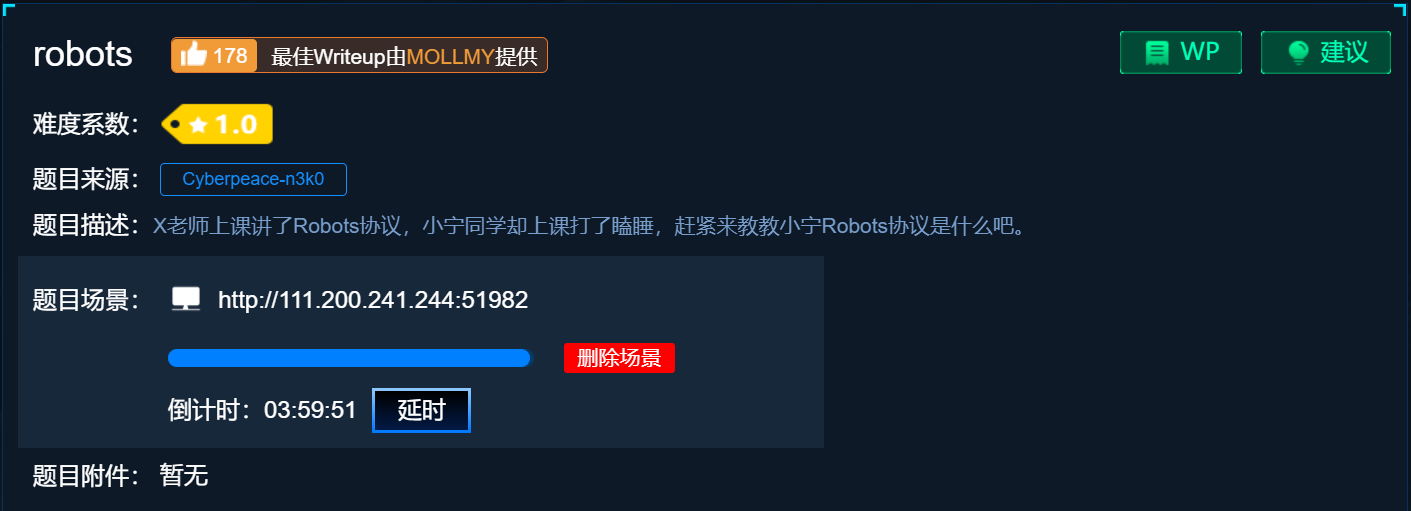 robots 178 最佳Writeup由MOLLMY提供 WP 建议
难度系数： 1.0
题目来源： Cyberpeace-n3k0
题目描述： X老师上课讲了Robots协议，小宁同学却上课打了瞌睡，赶紧来教教小宁Robots协议是什么吧。
题目场景： http://111.200.241.244:51982
删除场景
倒计时： 03:59:51 延时
题目附件： 暂无